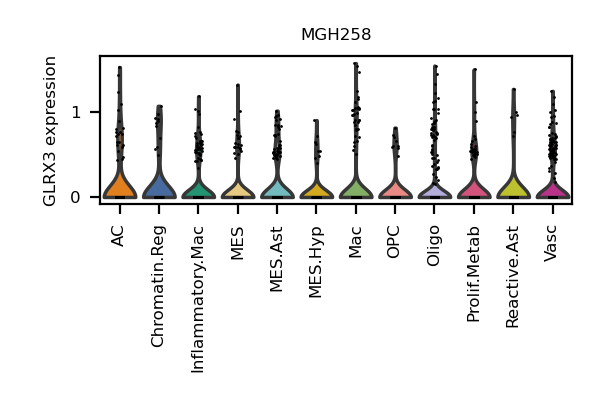 MGH258
GLRX3 expression
1
0
AC
Chromatin.Reg
Inflammatory.Mac
MES
MES.Ast
MES.Hyp
Mac
OPC
Oligo
Prolif.Metab
Reactive.Ast
Vasc